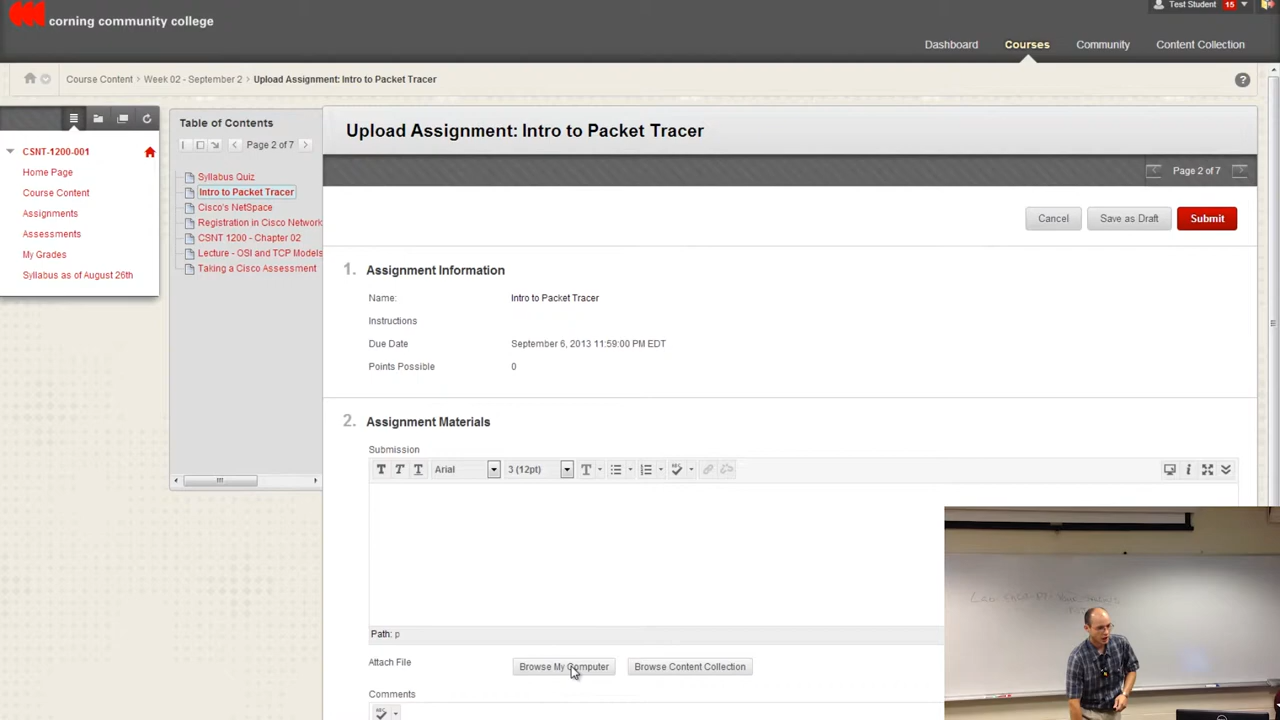 corning community college
Test Student 15
Dashboard Courses Community Content Collection
Course Content > Week 02 - September 2 > Upload Assignment: Intro to Packet Tracer
?
Table of Contents
Page 2 of 7
CSNT-1200-001
Home Page
Course Content
Assignments
Assessments
My Grades
Syllabus as of August 26th
Syllabus Quiz
Intro to Packet Tracer
Cisco's NetSpace
Registration in Cisco Network
CSNT 1200 - Chapter 02
Lecture - OSI and TCP Models
Taking a Cisco Assessment
Upload Assignment: Intro to Packet Tracer
Page 2 of 7
Cancel Save as Draft Submit
1. Assignment Information
Name: Intro to Packet Tracer
Instructions
Due Date September 6, 2013 11:59:00 PM EDT
Points Possible 0
2. Assignment Materials
Submission
T T T Arial 3 (12pt) T ABC i
Path: p
Attach File Browse My Computer Browse Content Collection
Comments
ABC